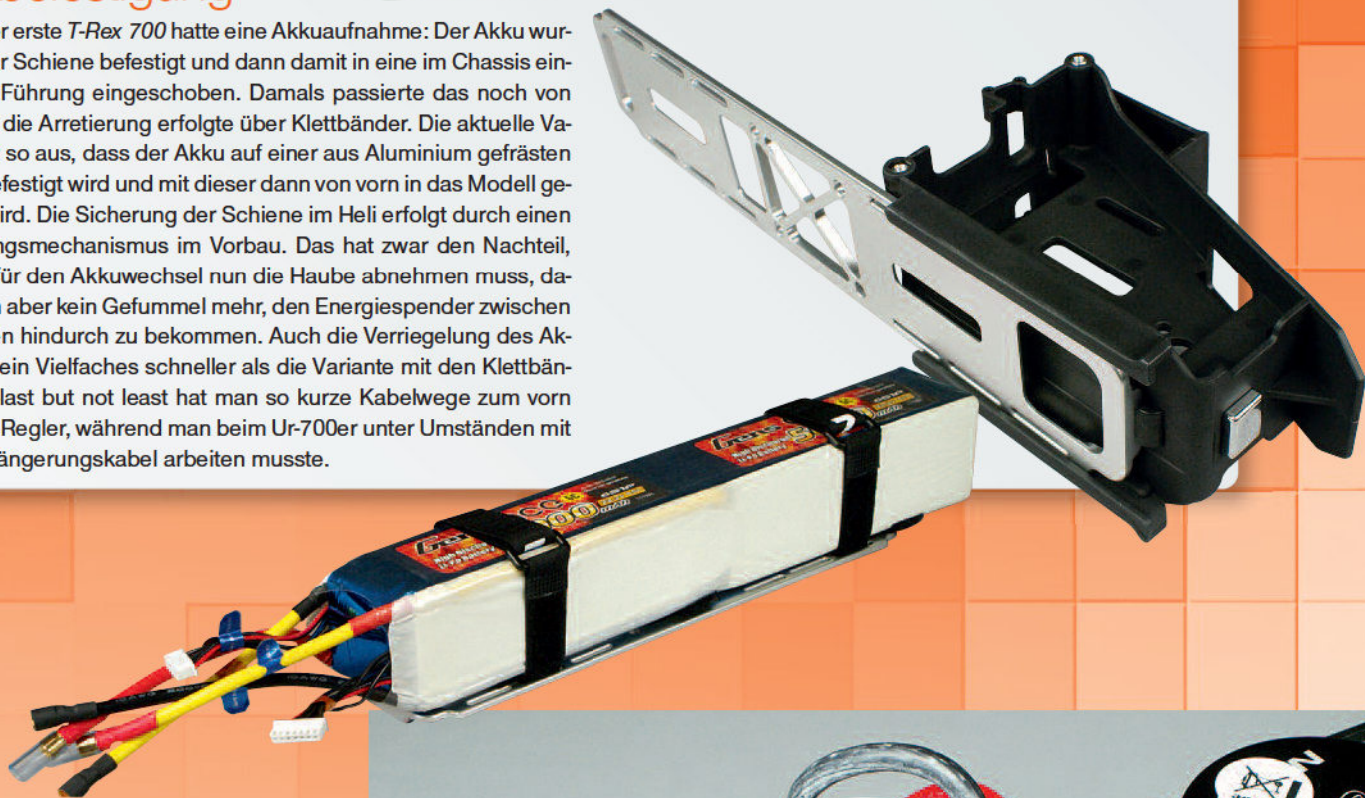 befestigung
er erste T-Rex 700 hatte eine Akkuaufnahme: Der Akku wur-
r Schiene befestigt und dann damit in eine im Chassis ein-
Führung eingeschoben. Damals passierte das noch von
die Arretierung erfolgte über Klettbänder. Die aktuelle Va-
so aus, dass der Akku auf einer aus Aluminium gefrästen
efestigt wird und mit dieser dann von vorn in das Modell ge-
ird. Die Sicherung der Schiene im Heli erfolgt durch einen
ngsmechanismus im Vorbau. Das hat zwar den Nachteil,
für den Akkuwechsel nun die Haube abnehmen muss, da-
aber kein Gefummel mehr, den Energiespender zwischen
en hindurch zu bekommen. Auch die Verriegelung des Ak-
ein Vielfaches schneller als die Variante mit den Klettbän-
last but not least hat man so kurze Kabelwege zum vorn
Regler, während man beim Ur-700er unter Umständen mit
ängerungskabel arbeiten musste.